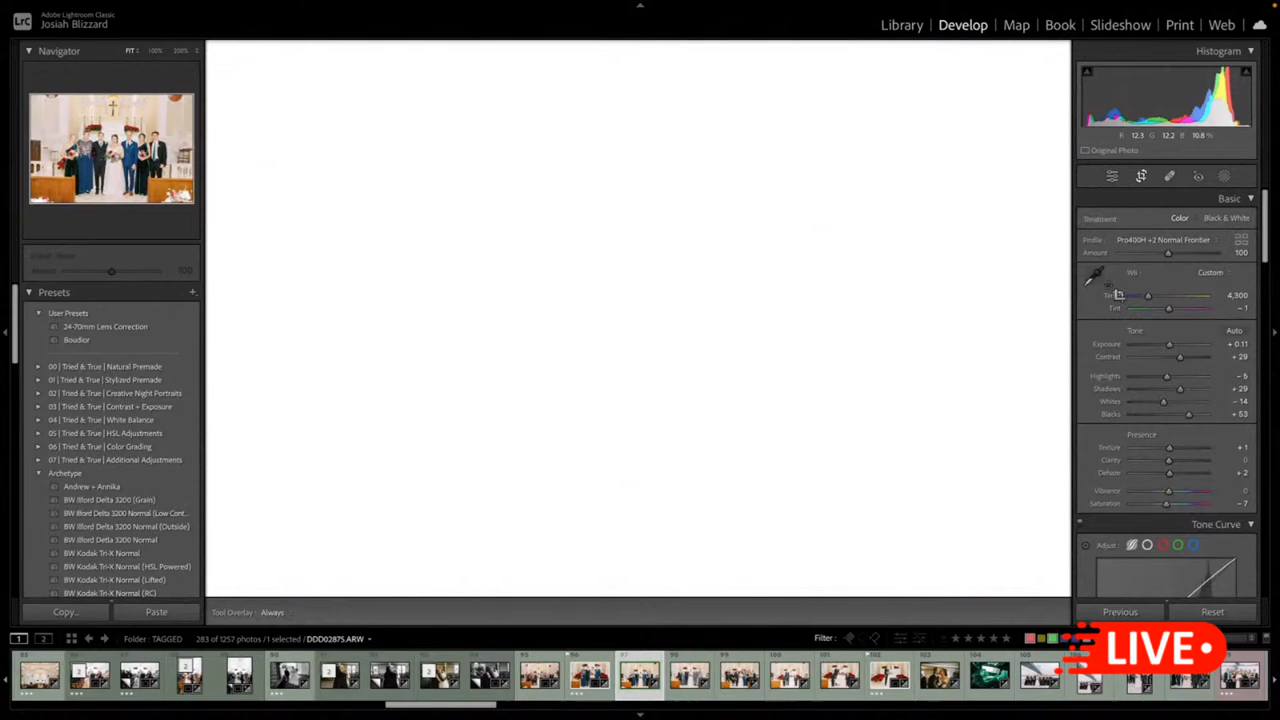 LrC
Adobe Lightroom Classic
Josiah Blizzard
Library | Develop | Map | Book | Slideshow | Print | Web
Navigator
FIT
100%
200%
Histogram
R 12.3 G 12.2 B 10.8 %
Original Photo
Basic
Treatment:
Color
Black & White
Profile:
Pro400H +2 Normal Frontier
Amount
100
Custom
4,300
Tint
- 1
Tone
Auto
Exposure
+ 0.11
Contrast
+ 29
Highlights
Shadows
+ 29
Whites
- 14
Blacks
+ 53
Presence
Texture
+ 1
Clarity
0
Dehaze
+ 2
Vibrance
0
Saturation
- 7
Tone Curve
Adjust:
Previous
Reset
100
Presets
User Presets
24-70mm Lens Correction
Boudior
00 | Tried & True | Natural Premade
01 | Tried & True | Stylized Premade
02 | Tried & True | Creative Night Portraits
03 | Tried & True | Contrast + Exposure
04 | Tried & True | White Balance
05 | Tried & True | HSL Adjustments
06 | Tried & True | Color Grading
07 | Tried & True | Additional Adjustments
Archetype
Andrew + Annika
BW Ilford Delta 3200 (Grain)
BW Ilford Delta 3200 Normal (Low Cont...
BW Ilford Delta 3200 Normal (Outside)
BW Ilford Delta 3200 Normal
BW Kodak Tri-X Normal
BW Kodak Tri-X Normal (HSL Powered)
BW Kodak Tri-X Normal (Lifted)
BW Kodak Tri-X Normal (RC)
Copy...
Paste
Tool Overlay: Always
1
2
Folder : TAGGED
283 of 1257 photos / 1 selected / DDD02875.ARW
Filter:
LIVE